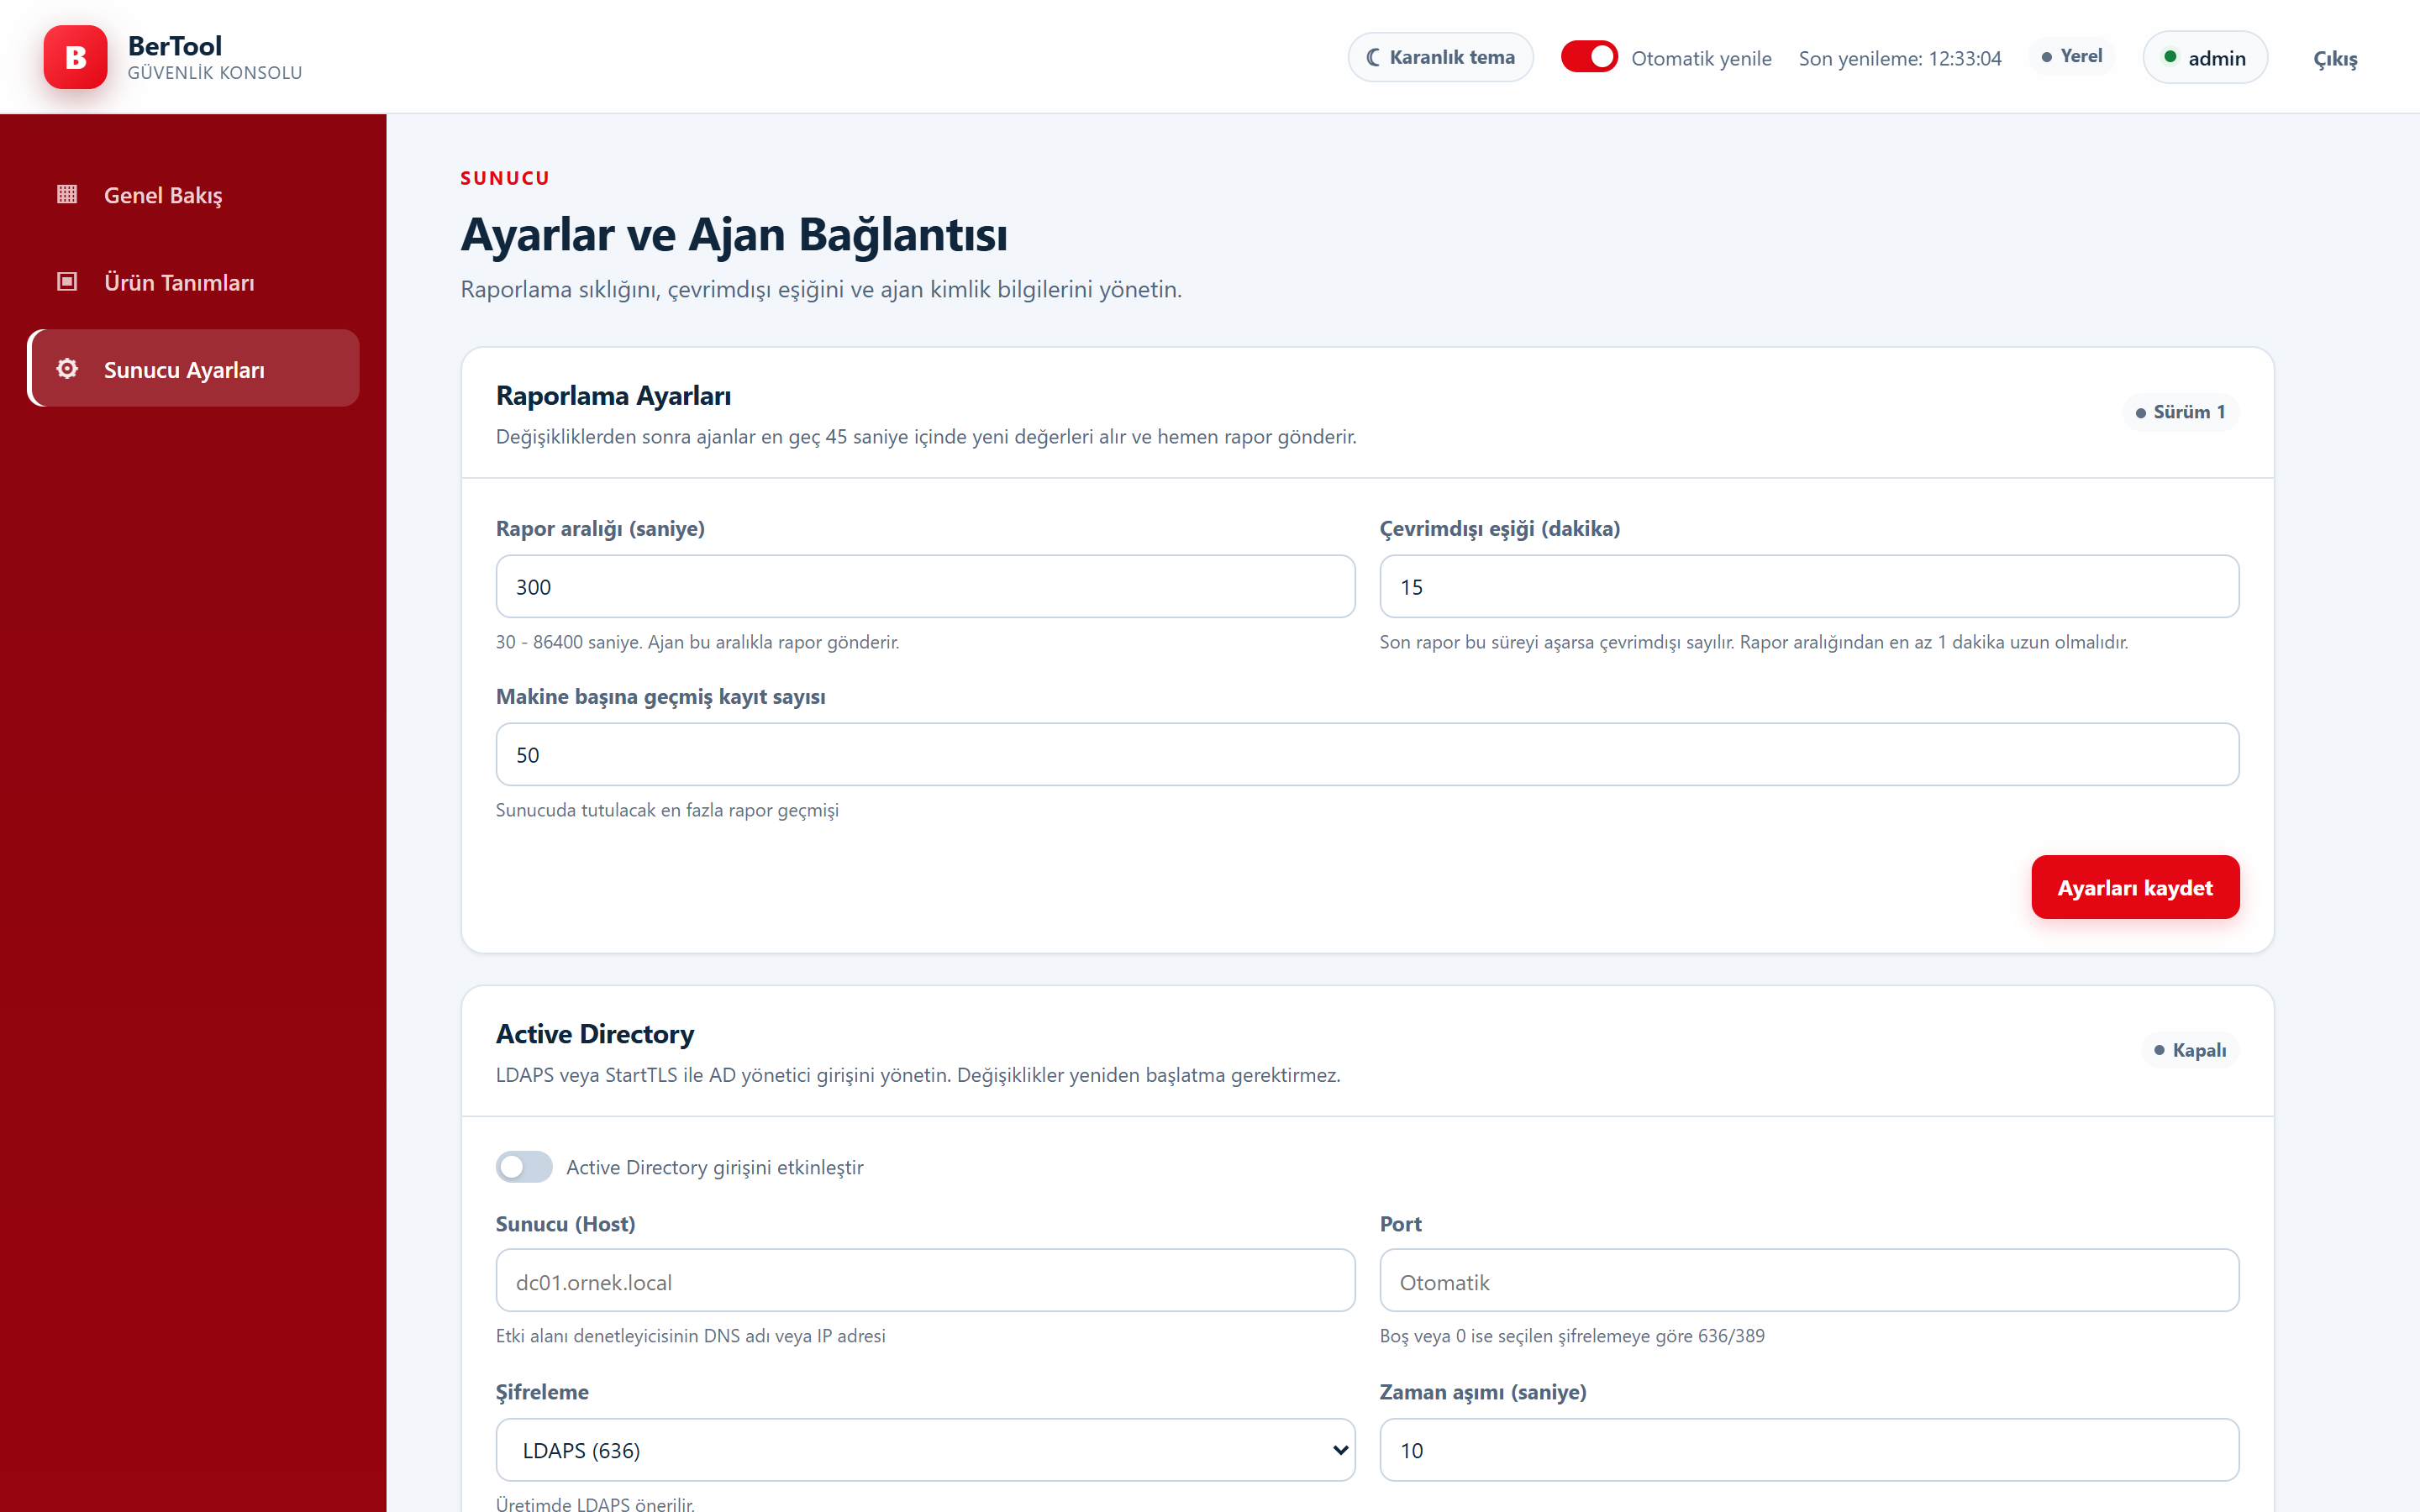 B
BerTool
GÜVENLİK KONSOLU
Karanlık tema
Otomatik yenile
Son yenileme: 12:33:04
Yerel
admin
Çıkış
Genel Bakış
Ürün Tanımları
Sunucu Ayarları
SUNUCU
Ayarlar ve Ajan Bağlantısı
Raporlama sıklığını, çevrimdışı eşiğini ve ajan kimlik bilgilerini yönetin.
Raporlama Ayarları
Değişikliklerden sonra ajanlar en geç 45 saniye içinde yeni değerleri alır ve hemen rapor gönderir.
Sürüm 1
Rapor aralığı (saniye)
300
30 - 86400 saniye. Ajan bu aralıkla rapor gönderir.
Çevrimdışı eşiği (dakika)
15
Son rapor bu süreyi aşarsa çevrimdışı sayılır. Rapor aralığından en az 1 dakika uzun olmalıdır.
Makine başına geçmiş kayıt sayısı
50
Sunucuda tutulacak en fazla rapor geçmişi
Ayarları kaydet
Active Directory
LDAPS veya StartTLS ile AD yönetici girişini yönetin. Değişiklikler yeniden başlatma gerektirmez.
Kapalı
Active Directory girişini etkinleştir
Sunucu (Host)
dc01.ornek.local
Etki alanı denetleyicisinin DNS adı veya IP adresi
Port
Otomatik
Boş veya 0 ise seçilen şifrelemeye göre 636/389
Şifreleme
LDAPS (636)
Üretimde LDAPS önerilir.
Zaman aşımı (saniye)
10